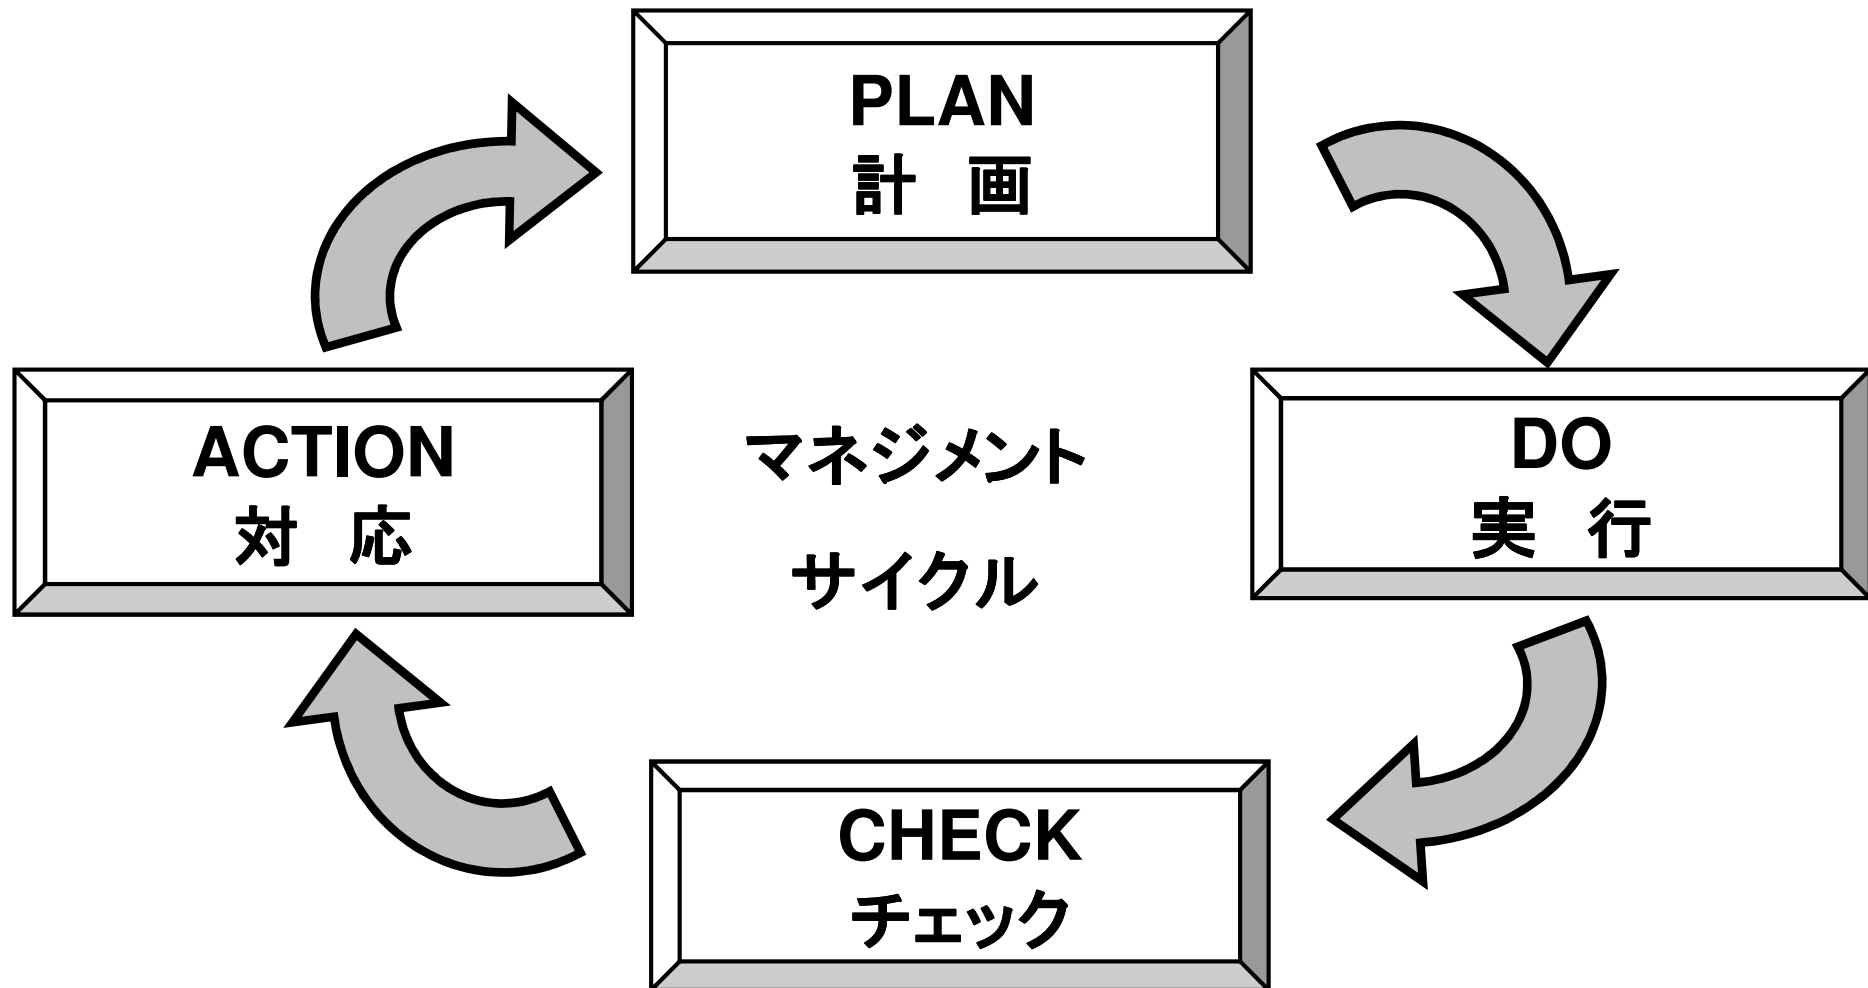 PLAN
計　画
ACTION
対　応
マネジメント
サイクル
DO
実　行
CHECK
チェック